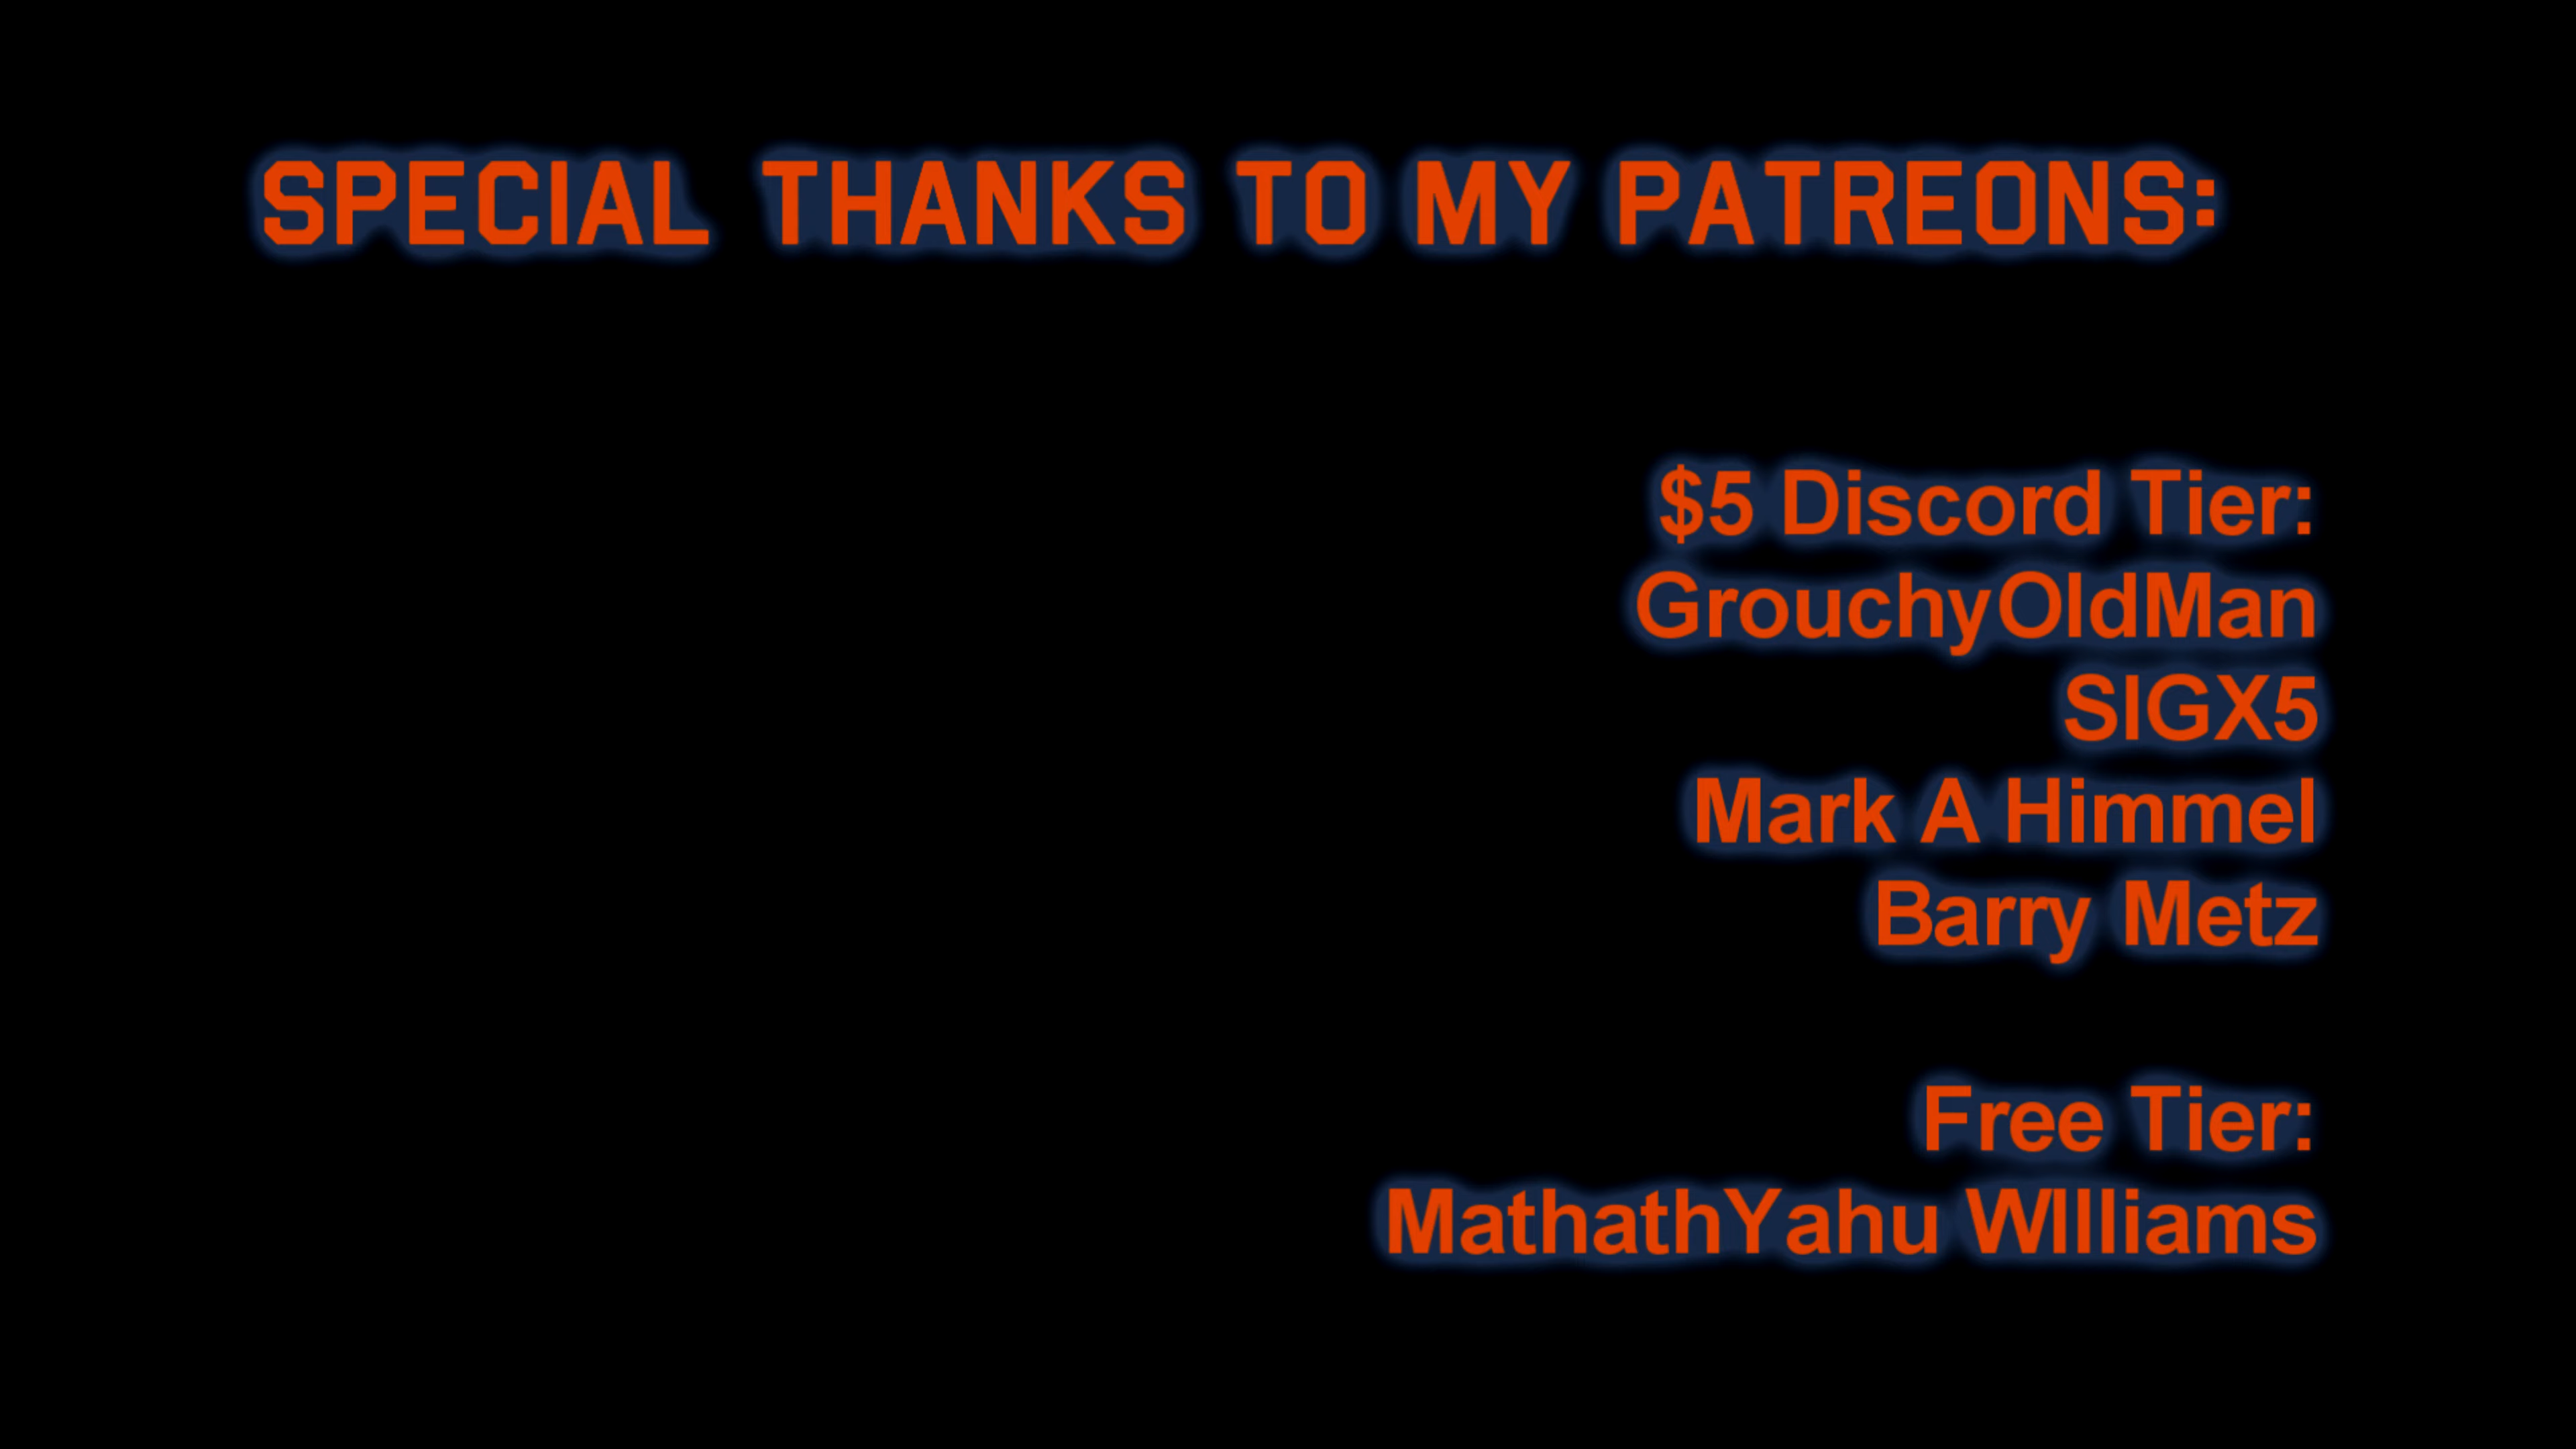 SPECIAL THANKS TO MY PATREONS:
$5 Discord Tier:
GrouchyOldMan
SIGX5
Mark A Himmel
Barry Metz
Free Tier:
MathathYahu WIlliams